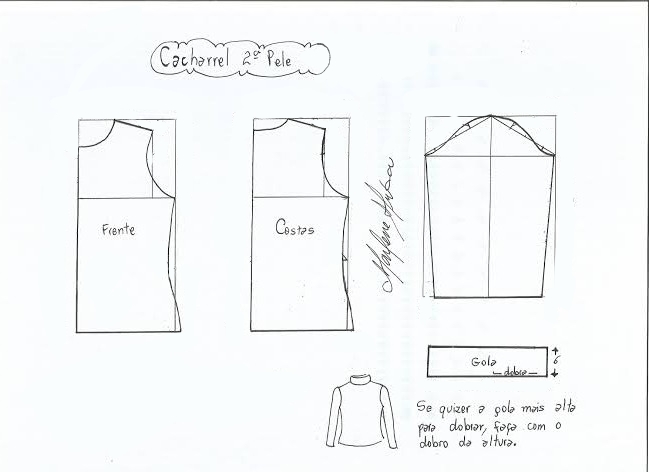 Cacharrel 2ª Pele
Frente
Costas
Marlene Mukai
Gola
dobra
6
Se quizer a gola mais alta
para dobrar, faça com o
dobro da altura.